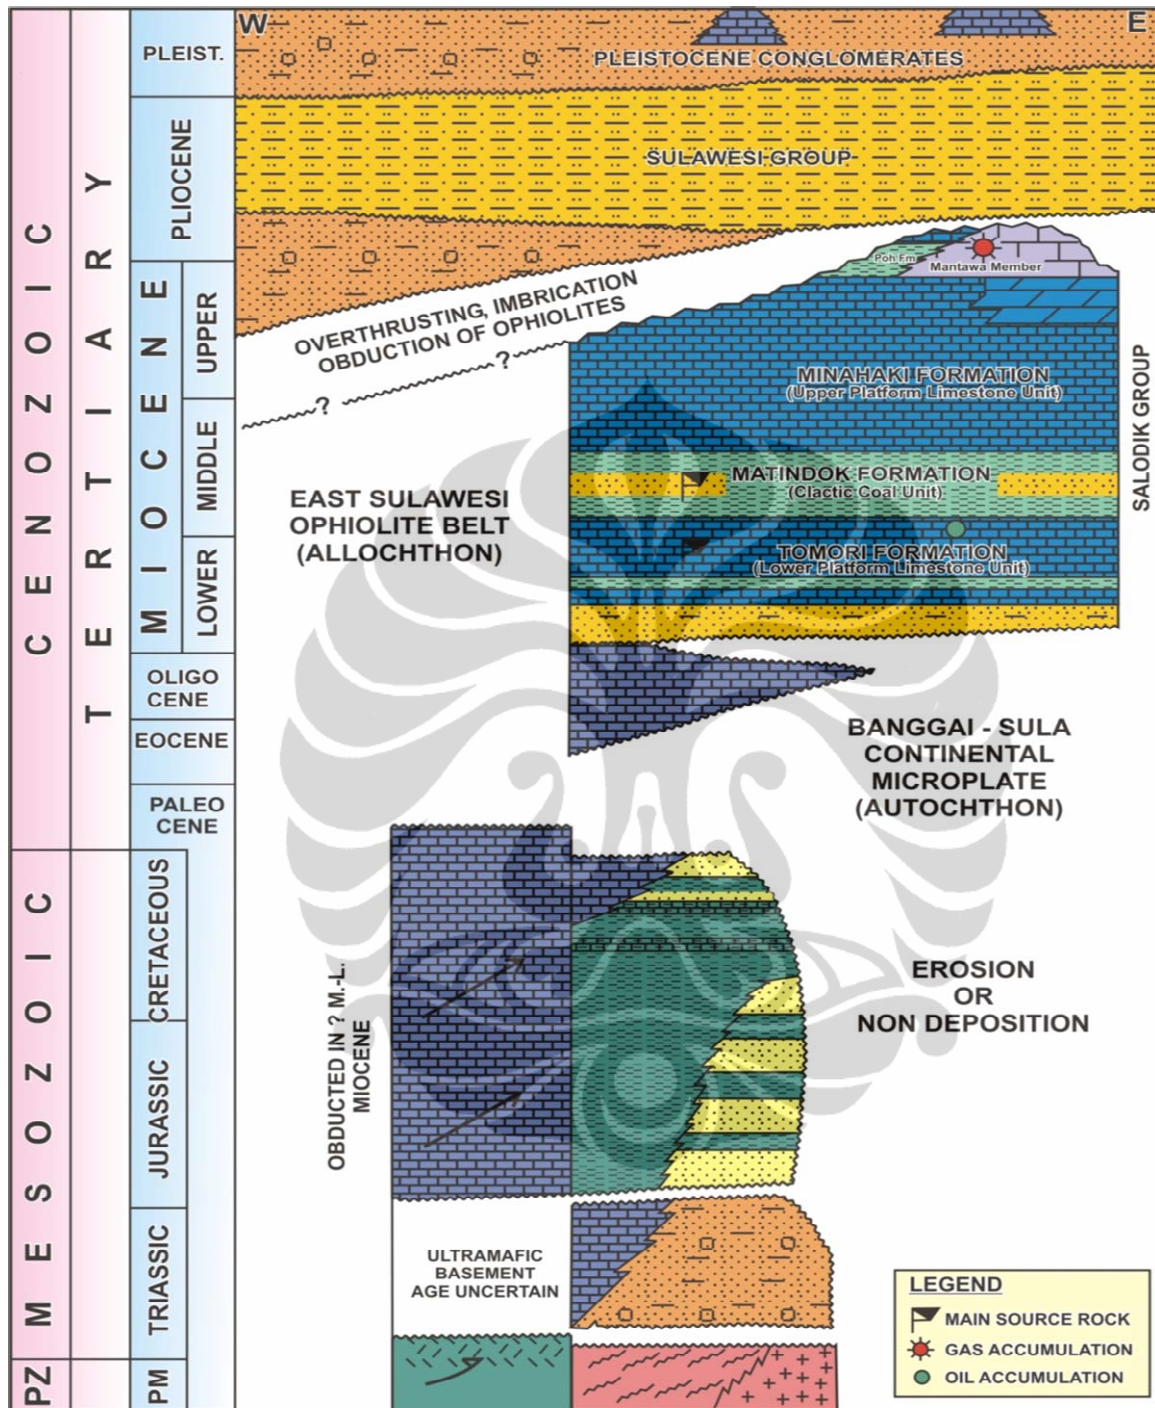 W
E
PLEIST.
PLEISTOCENE CONGLOMERATES
PLIOCENE
SULAWESI GROUP
CENOZOIC
TERTIARY
MIOCENE
UPPER
MIDDLE
LOWER
Poh Fm
Mantawa Member
OVERTHRUSTING, IMBRICATION
OBDUCTION OF OPHIOLITES
?
?
MINAHAKI FORMATION
(Upper Platform Limestone Unit)
MATINDOK FORMATION
(Clactic Coal Unit)
TOMORI FORMATION
(Lower Platform Limestone Unit)
SALODIK GROUP
EAST SULAWESI
OPHIOLITE BELT
(ALLOCHTHON)
OLIGO
CENE
EOCENE
PALEO
CENE
BANGGAI - SULA
CONTINENTAL
MICROPLATE
(AUTOCHTHON)
MESOZOIC
CRETACEOUS
JURASSIC
TRIASSIC
OBDUCTED IN ? M.-L.
MIOCENE
EROSION
OR
NON DEPOSITION
ULTRAMAFIC
BASEMENT
AGE UNCERTAIN
PZ
PM
LEGEND
MAIN SOURCE ROCK
GAS ACCUMULATION
OIL ACCUMULATION